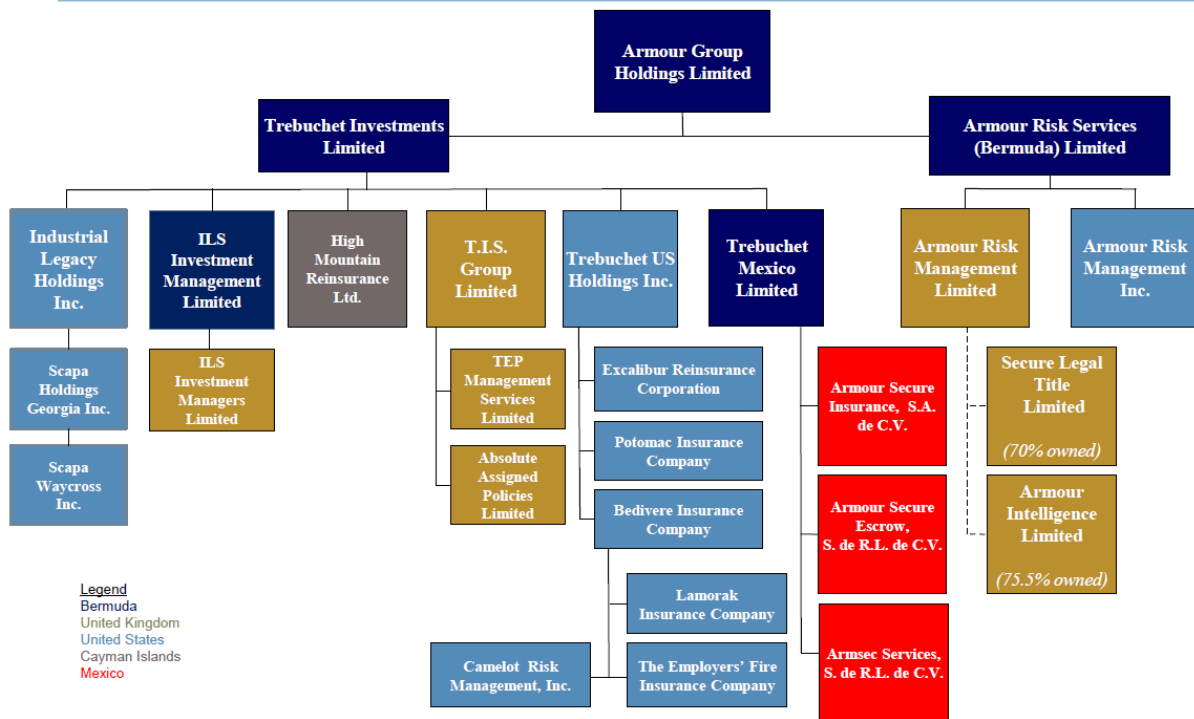 Armour Group
Holdings Limited
Trebuchet Investments
Limited
Armour Risk Services
(Bermuda) Limited
Industrial
Legacy
Holdings
Inc.
ILS
Investment
Management
Limited
High
Mountain
Reinsurance
Ltd.
T.I.S.
Group
Limited
Trebuchet US
Holdings Inc.
Trebuchet
Mexico
Limited
Armour Risk
Management
Limited
Armour Risk
Management
Inc.
Scapa
Holdings
Georgia Inc.
ILS
Investment
Managers
Limited
TEP
Management
Services
Limited
Excalibur Reinsurance
Corporation
Armour Secure
Insurance, S.A.
de C.V.
Secure Legal
Title
Limited
(70% owned)
Scapa
Waycross
Inc.
Absolute
Assigned
Policies
Limited
Potomac Insurance
Company
Bedivere Insurance
Company
Armour Secure
Escrow,
S. de R.L. de C.V.
Armour
Intelligence
Limited
(75.5% owned)
Lamorak
Insurance Company
Camelot Risk
Management, Inc.
The Employers' Fire
Insurance Company
Armsec Services,
S. de R.L. de C.V.
Legend
Bermuda
United Kingdom
United States
Cayman Islands
Mexico